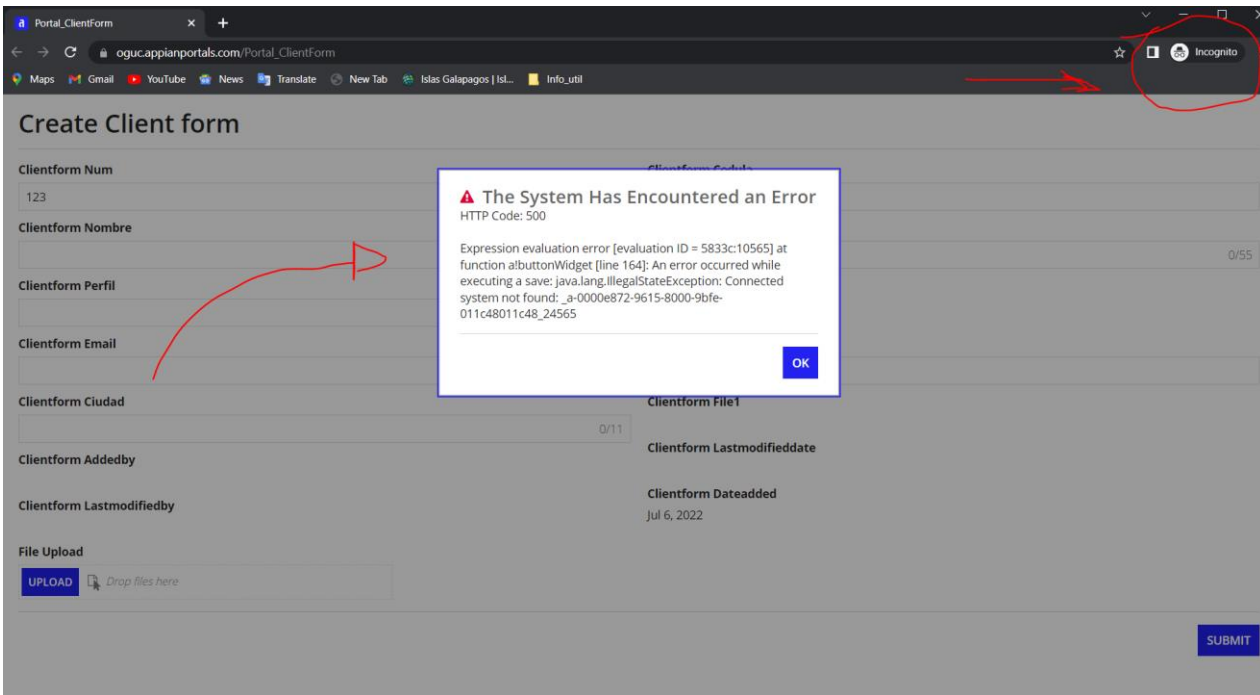 Portal_ClientForm
oguc.appianportals.com/Portal_ClientForm
Incognito
Maps Gmail YouTube News Translate New Tab Islas Galapagos | Isl... Info_util
Create Client form
Clientform Num
123
Clientform Nombre
0/55
Clientform Perfil
Clientform Email
Clientform Ciudad
0/11
Clientform Addedby
Clientform Lastmodifiedby
Clientform File1
Clientform Lastmodifieddate
Clientform Dateadded
Jul 6, 2022
File Upload
UPLOAD Drop files here
SUBMIT
The System Has Encountered an Error
HTTP Code: 500
Expression evaluation error [evaluation ID = 5833c:10565] at
function a!buttonWidget [line 164]: An error occurred while
executing a save: java.lang.IllegalStateException: Connected
system not found: _a-0000e872-9615-8000-9bfe-
011c48011c48_24565
OK